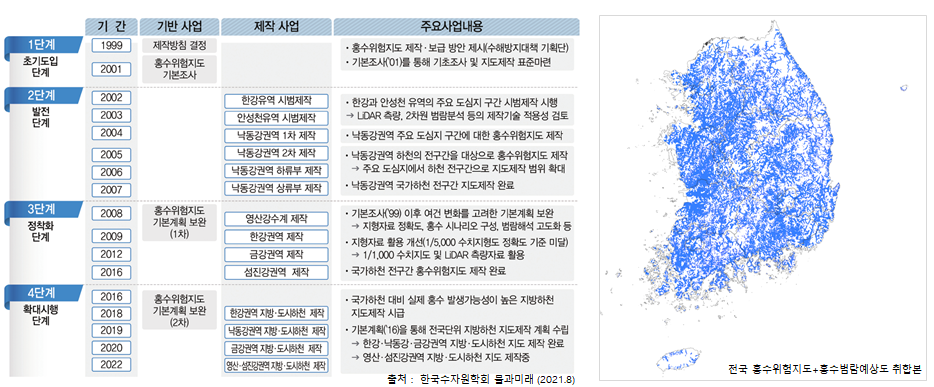 기 간 기반 사업 제작 사업 주요사업내용
1단계
초기도입
단계
1999
2001
제작방침 결정
홍수위험지도
기본조사
· 홍수위험지도 제작·보급 방안 제시(수해방지대책 기획단)
· 기본조사('01)를 통해 기초조사 및 지도제작 표준마련
2단계
발전
단계
2002
2003
2004
2005
2006
2007
한강유역 시범제작
안성천유역 시범제작
낙동강권역 1차 제작
낙동강권역 2차 제작
낙동강권역 하류부 제작
낙동강권역 상류부 제작
· 한강과 안성천 유역의 주요 도심지 구간 시범제작 시행
→ LiDAR 측량, 2차원 범람분석 등의 제작기술 적용성 검토
· 낙동강권역 주요 도심지 구간에 대한 홍수위험지도 제작
· 낙동강권역 하천의 전구간을 대상으로 홍수위험지도 제작
→ 주요 도심지에서 하천 전구간으로 지도제작 범위 확대
· 낙동강권역 국가하천 전구간 지도제작 완료
3단계
정착화
단계
2008
2009
2012
2016
홍수위험지도
기본계획 보완
(1차)
영산강수계 제작
한강권역 제작
금강권역 제작
섬진강권역 제작
· 기본조사('99) 이후 여건 변화를 고려한 기본계획 보완
→ 지형자료 정확도, 홍수 시나리오 구성, 범람해석 고도화 등
· 지형자료 활용 개선(1/5,000 수치지형도 정확도 기준 미달)
→ 1/1,000 수치지도 및 LiDAR 측량자료 활용
· 국가하천 전구간 홍수위험지도 제작 완료
4단계
확대시행
단계
2016
2018
2019
2020
2022
홍수위험지도
기본계획 보완
(2차)
한강권역 지방·도시하천 제작
낙동강권역 지방·도시하천 제작
금강권역 지방·도시하천 제작
영산·섬진강권역 지방·도시하천 제작
· 국가하천 대비 실제 홍수 발생가능성이 높은 지방하천
지도제작 시급
· 기본계획('16)을 통해 전국단위 지방하천 지도제작 계획 수립
→ 한강·낙동강·금강권역 지방·도시하천 지도 제작 완료
→ 영산·섬진강권역 지방·도시하천 지도 제작중
출처 : 한국수자원학회 물과미래 (2021.8)
전국 홍수위험지도+홍수범람예상도 취합본